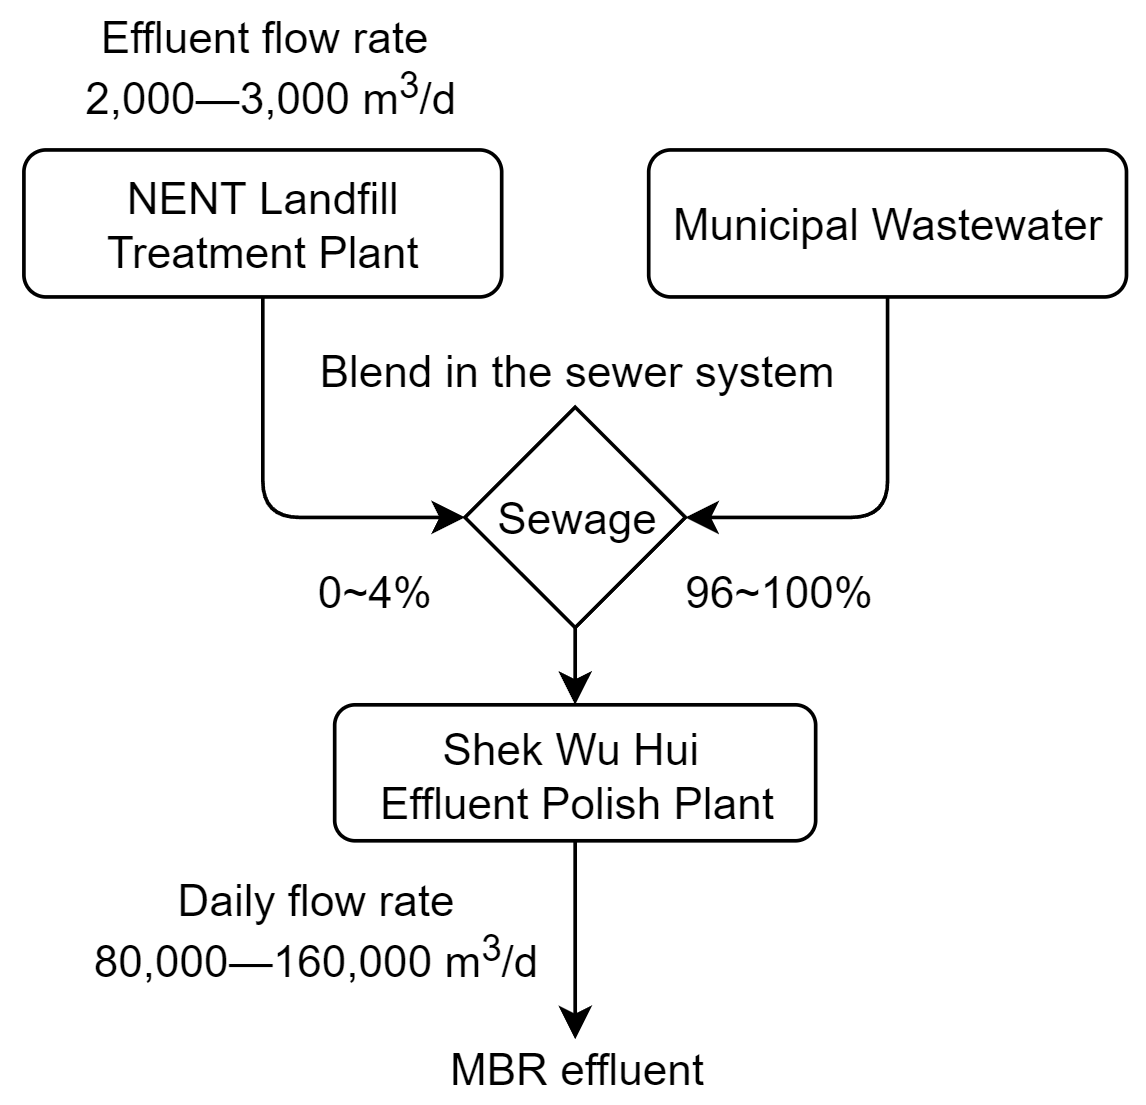 Effluent flow rate
2,000—3,000 m³/d
NENT Landfill
Treatment Plant
Municipal Wastewater
Blend in the sewer system
Sewage
0~4%
96~100%
Shek Wu Hui
Effluent Polish Plant
Daily flow rate
80,000—160,000 m³/d
MBR effluent